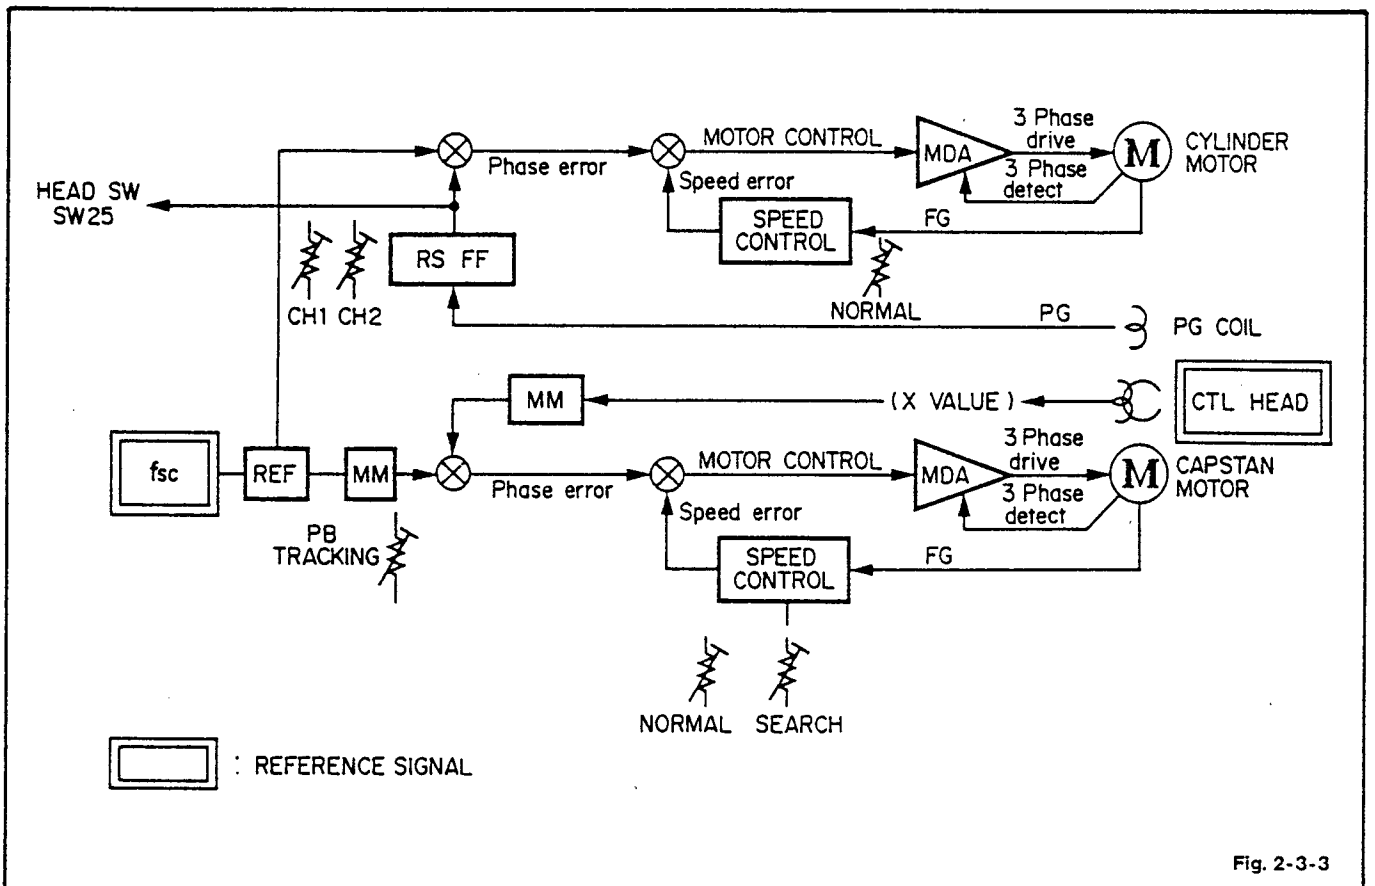 3 Phase
drive
MOTOR CONTROL
MDA
M
CYLINDER
MOTOR
Phase error
3 Phase
detect
Speed error
HEAD SW
SW25
SPEED
CONTROL
FG
RS FF
CH1 CH2
NORMAL
PG
PG COIL
MM
(X VALUE)
CTL HEAD
fsc
REF
MM
Phase error
MOTOR CONTROL
MDA
3 Phase
drive
M
CAPSTAN
MOTOR
3 Phase
detect
Speed error
PB
TRACKING
SPEED
CONTROL
FG
NORMAL
SEARCH
: REFERENCE SIGNAL
Fig. 2-3-3